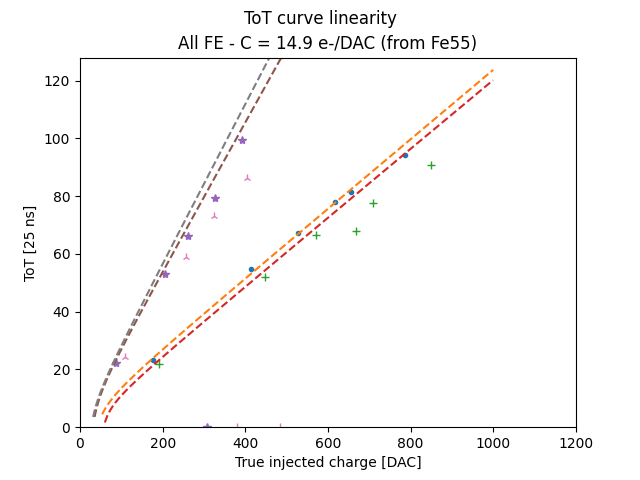 ToT curve linearity
All FE - C = 14.9 e-/DAC (from Fe55)
ToT [25 ns]
120
100
80
60
40
20
0
0 200 400 600 800 1000 1200
True injected charge [DAC]